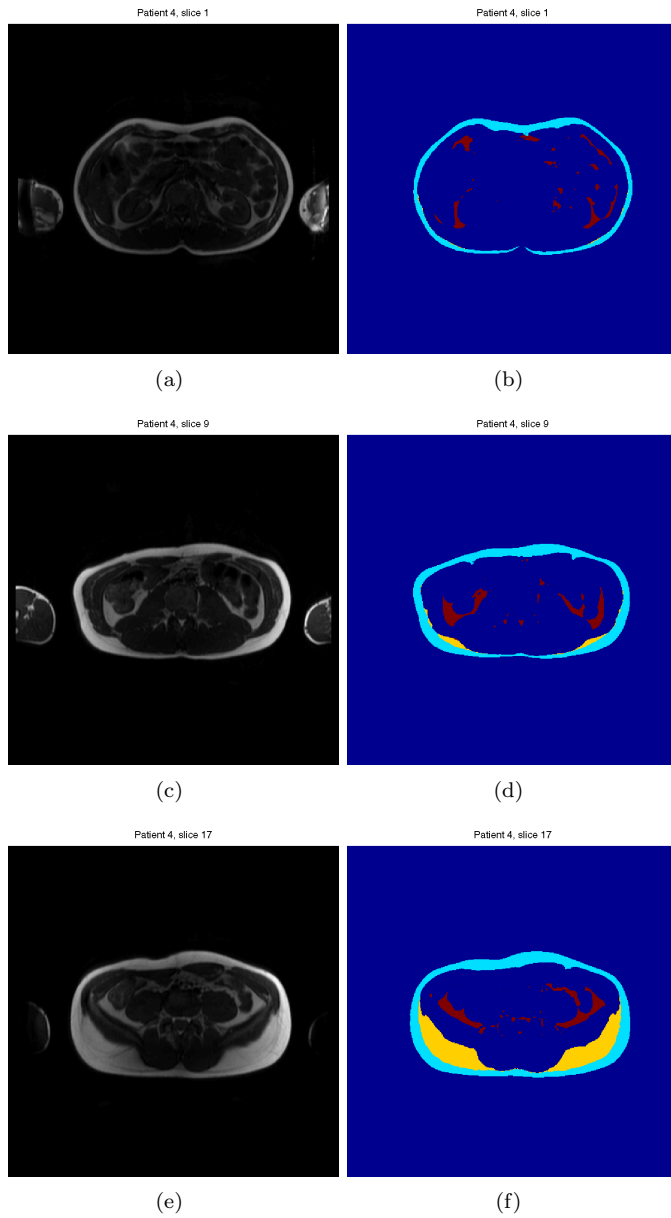 Patient 4, slice 1
Patient 4, slice 1
(a)
(b)
Patient 4, slice 9
Patient 4, slice 9
(c)
(d)
Patient 4, slice 17
Patient 4, slice 17
(e)
(f)